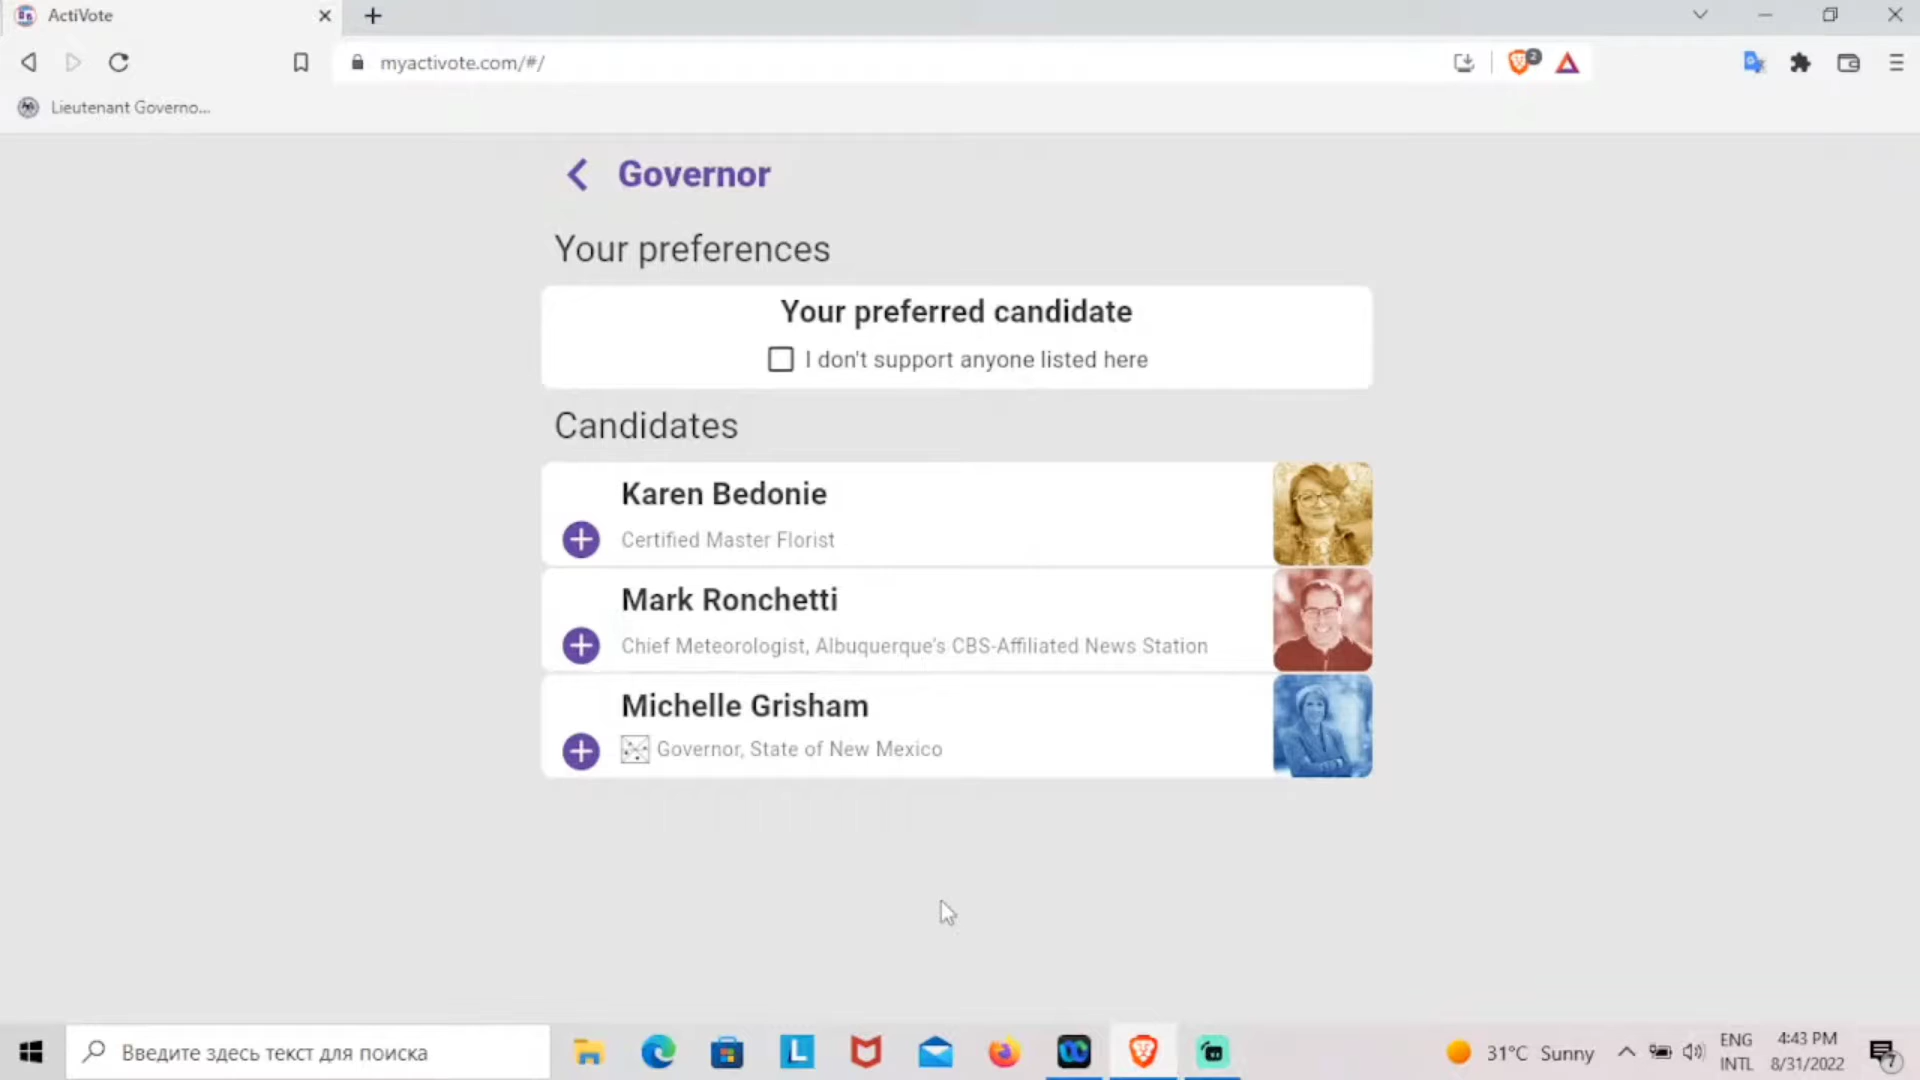 ActiVote
myactivote.com/#/
2
Lieutenant Governo...
Governor
Your preferences
Your preferred candidate
I don't support anyone listed here
Candidates
Karen Bedonie
Certified Master Florist
Mark Ronchetti
Chief Meteorologist, Albuquerque's CBS-Affiliated News Station
Michelle Grisham
Governor, State of New Mexico
Введите здесь текст для поиска
L
31°C Sunny
ENG
INTL
4:43 PM
8/31/2022
7